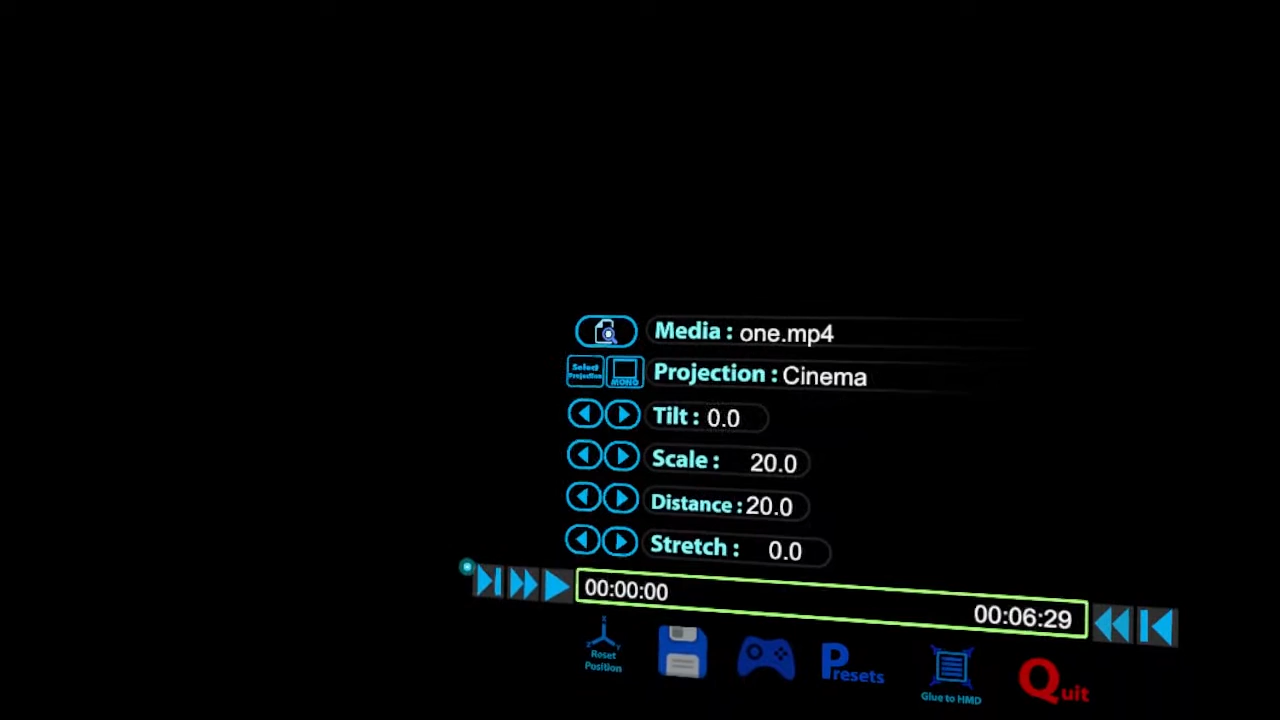 Media : one.mp4
Select Projection MONO Projection : Cinema
Tilt : 0.0
Scale : 20.0
Distance : 20.0
Stretch : 0.0
00:00:00 00:06:29
X
Z Y
Reset Position
Presets
Glue to HMD
Quit